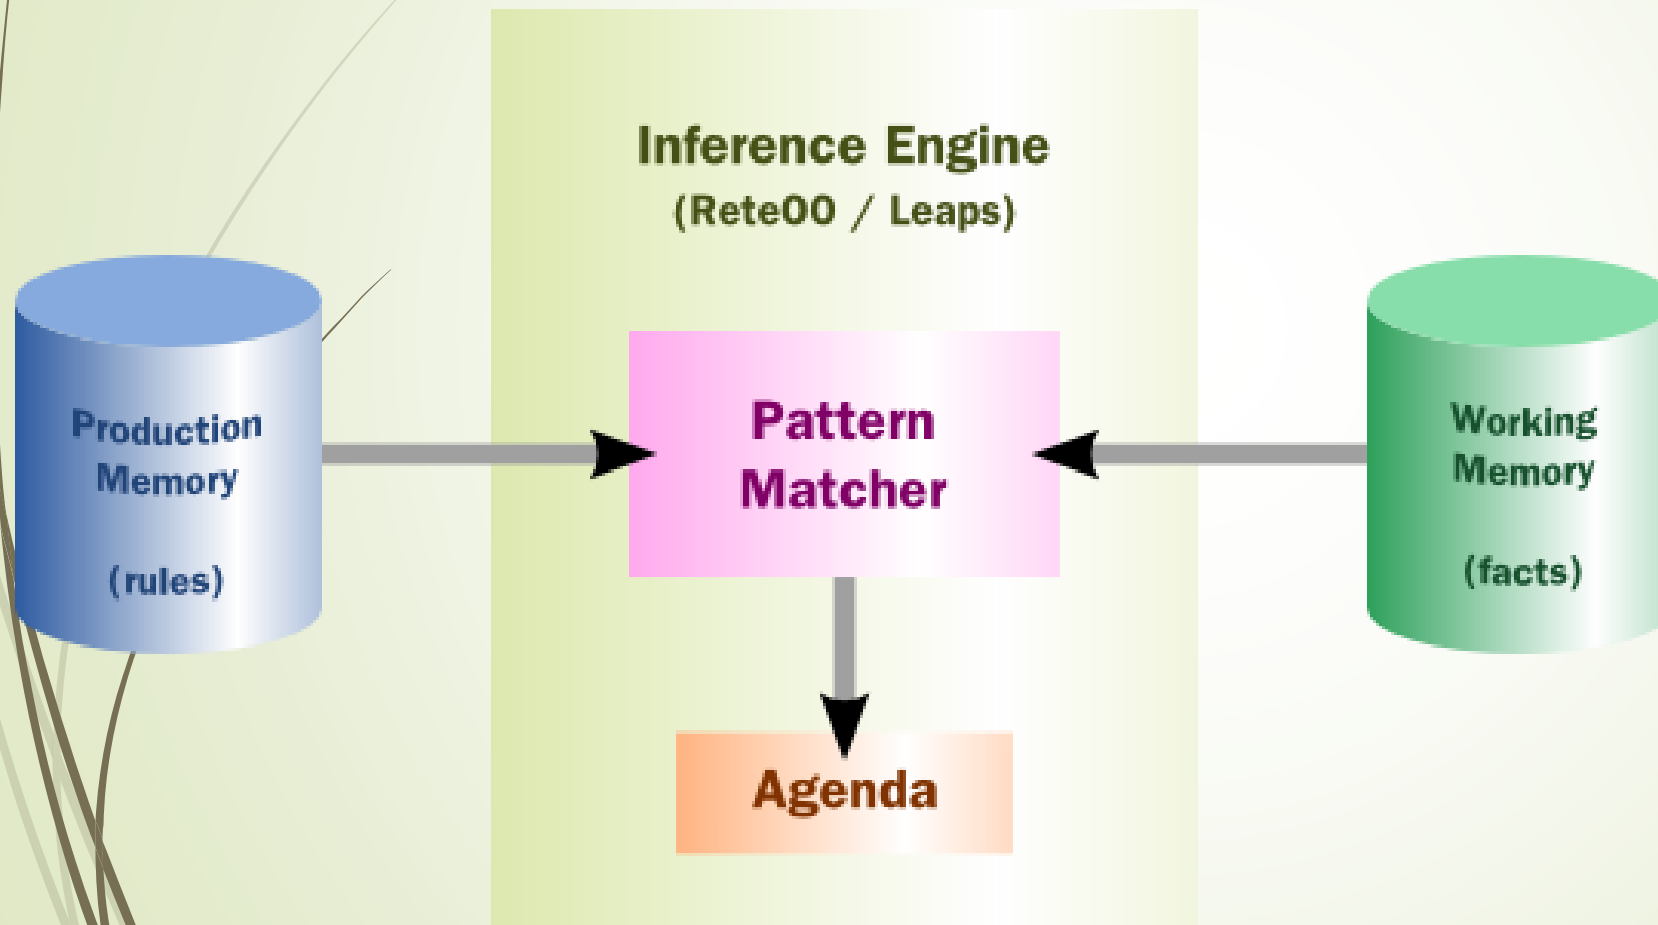 Inference Engine
(ReteOO / Leaps)
Production
Memory
(rules)
Pattern
Matcher
Working
Memory
(facts)
Agenda